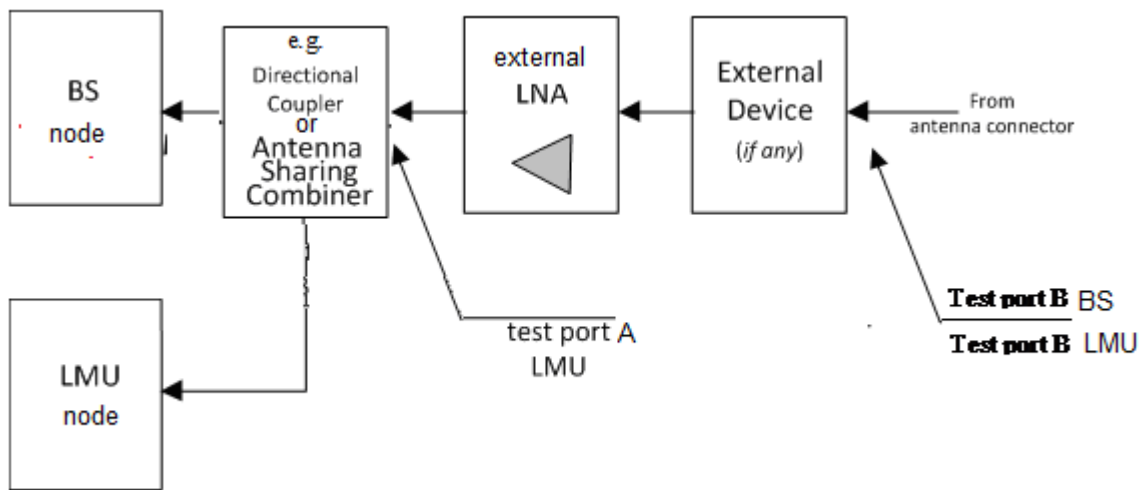 BS
node
e.g.
Directional
Coupler
or
Antenna
Sharing
Combiner
external
LNA
External
Device
(if any)
From
antenna connector
test port A
LMU
Test port B BS
Test port B LMU
LMU
node